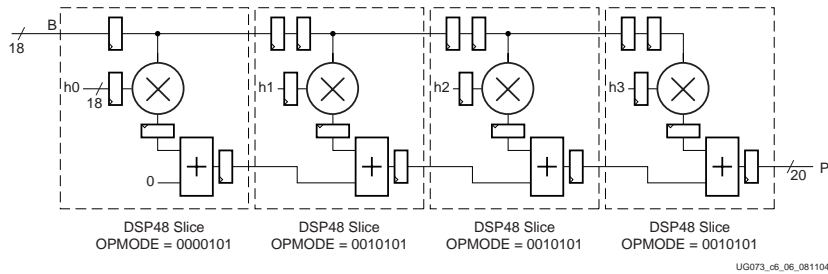 B
18
h0
18
h1
h2
h3
0
P
20
DSP48 Slice
OPMODE = 0000101
DSP48 Slice
OPMODE = 0010101
DSP48 Slice
OPMODE = 0010101
DSP48 Slice
OPMODE = 0010101
UG073_c6_06_081104